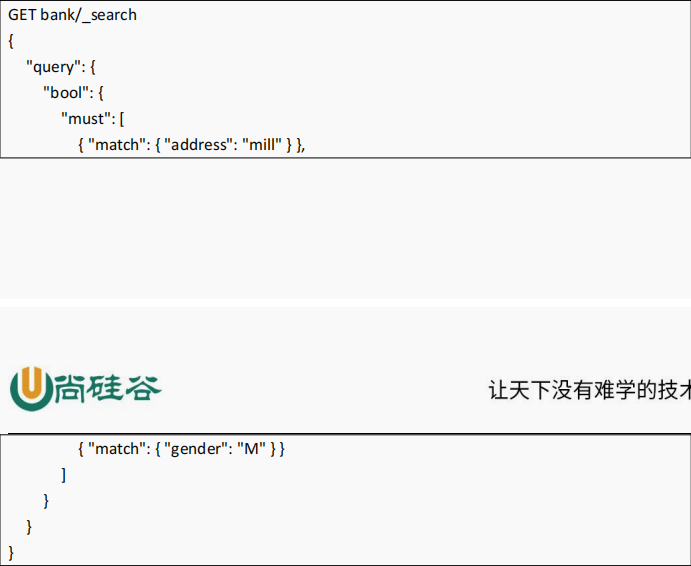 GET bank/_search
{
"query": {
"bool": {
"must": [
{ "match": { "address": "mill" } },
尚硅谷
让天下没有难学的技术
{ "match": { "gender": "M" } }
]
}
}
}